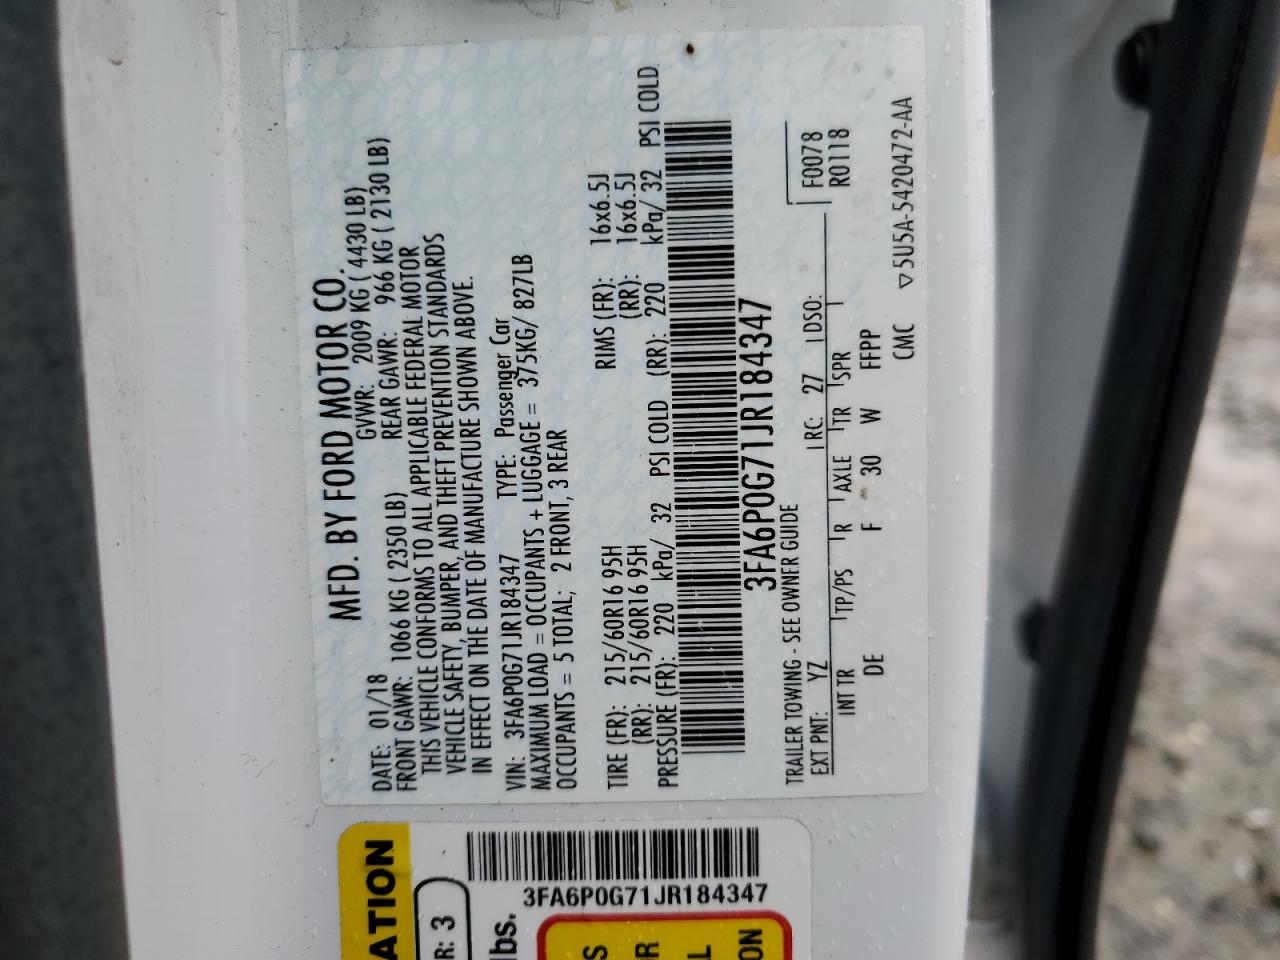 MFD. BY FORD MOTOR CO.
DATE: 01/18 GVWR: 2009 KG ( 4430 LB)
FRONT GAWR: 1066 KG ( 2350 LB) REAR GAWR: 966 KG ( 2130 LB)
THIS VEHICLE CONFORMS TO ALL APPLICABLE FEDERAL MOTOR
VEHICLE SAFETY, BUMPER, AND THEFT PREVENTION STANDARDS
IN EFFECT ON THE DATE OF MANUFACTURE SHOWN ABOVE.
VIN: 3FA6P0G71JR184347 TYPE: Passenger Car
MAXIMUM LOAD = OCCUPANTS + LUGGAGE = 375KG/ 827LB
OCCUPANTS = 5 TOTAL; 2 FRONT, 3 REAR
TIRE (FR): 215/60R16 95H RIMS (FR): 16x6.5J
(RR): 215/60R16 95H (RR): 16x6.5J
PRESSURE (FR): 220 kPa/ 32 PSI COLD (RR): 220 kPa/ 32 PSI COLD
3FA6P0G71JR184347
TRAILER TOWING - SEE OWNER GUIDE
F0078
R0118
EXT PNT: YZ RC: 27 DSO:
INT TR TP/PS R AXLE TR SPR
DE F 30 W FFPP
CMC ▽5U5A-5420472-AA
ATION
R: 3
lbs.
3FA6P0G71JR184347
S
R
L
ON